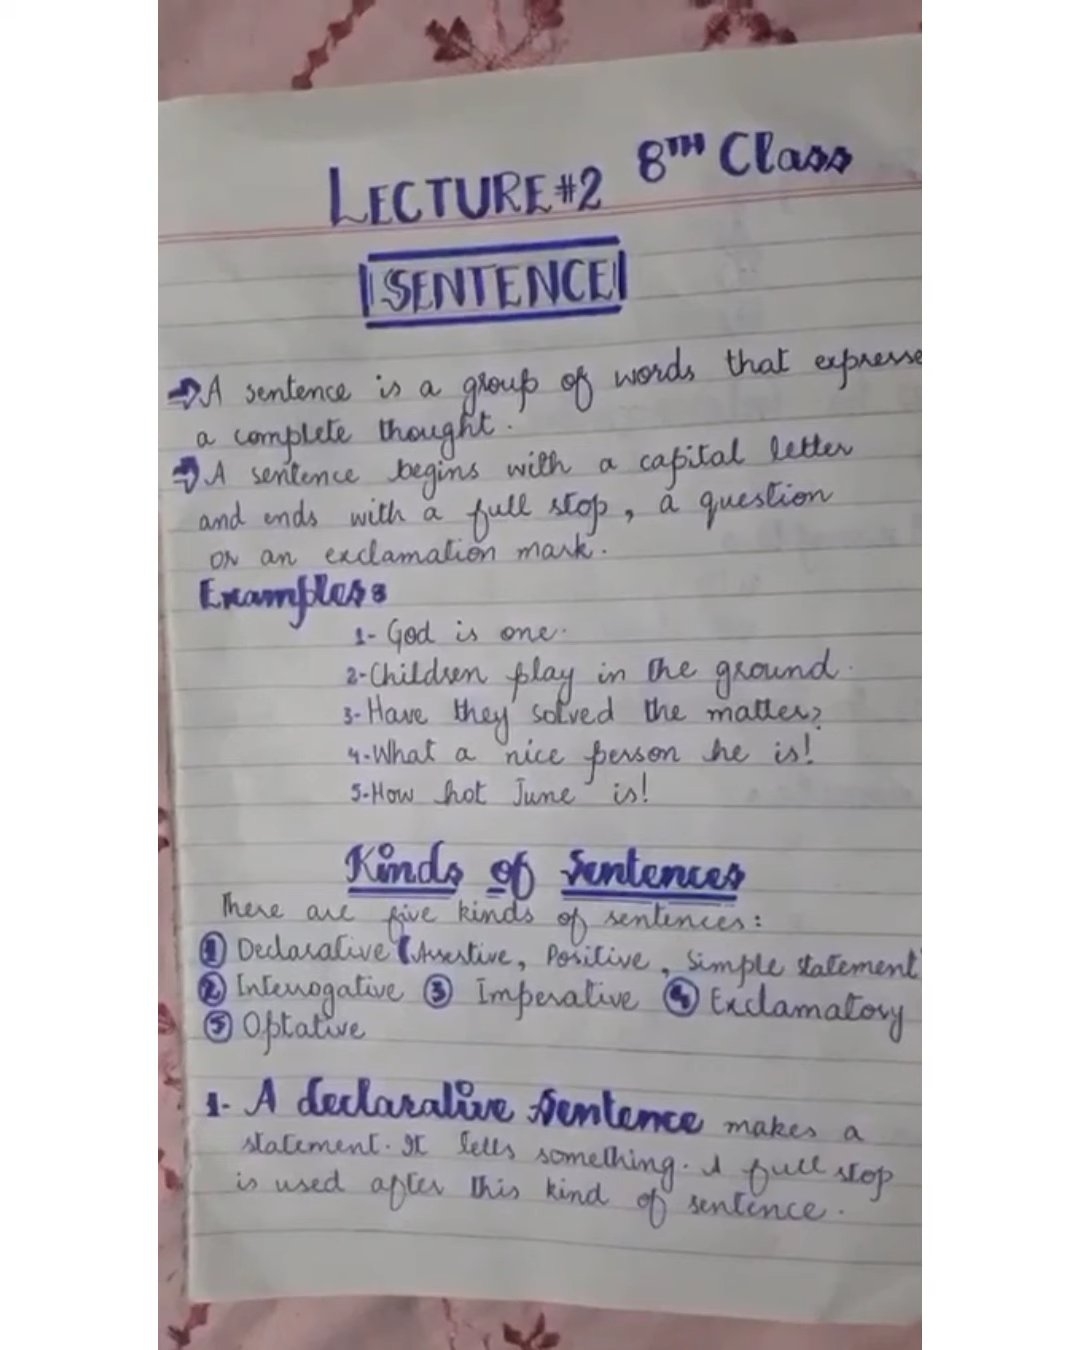 LECTURE #2 8TH Class
SENTENCE
⇒ A sentence is a group of words that expresse
a complete thought.
⇒ A sentence begins with a capital letter
and ends with a full stop, a question
or an exclamation mark.
Examples:
1- God is one.
2- Children play in the ground.
3- Have they solved the matter?
4- What a nice person he is!
5- How hot June is!
Kinds of Sentences
There are five kinds of sentences:
① Declarative (Assertive, Positive, Simple statement
② Interrogative ③ Imperative ④ Exclamatory
⑤ Optative
1- A declarative Sentence makes a
statement. It tells something. A full stop
is used after this kind of sentence.